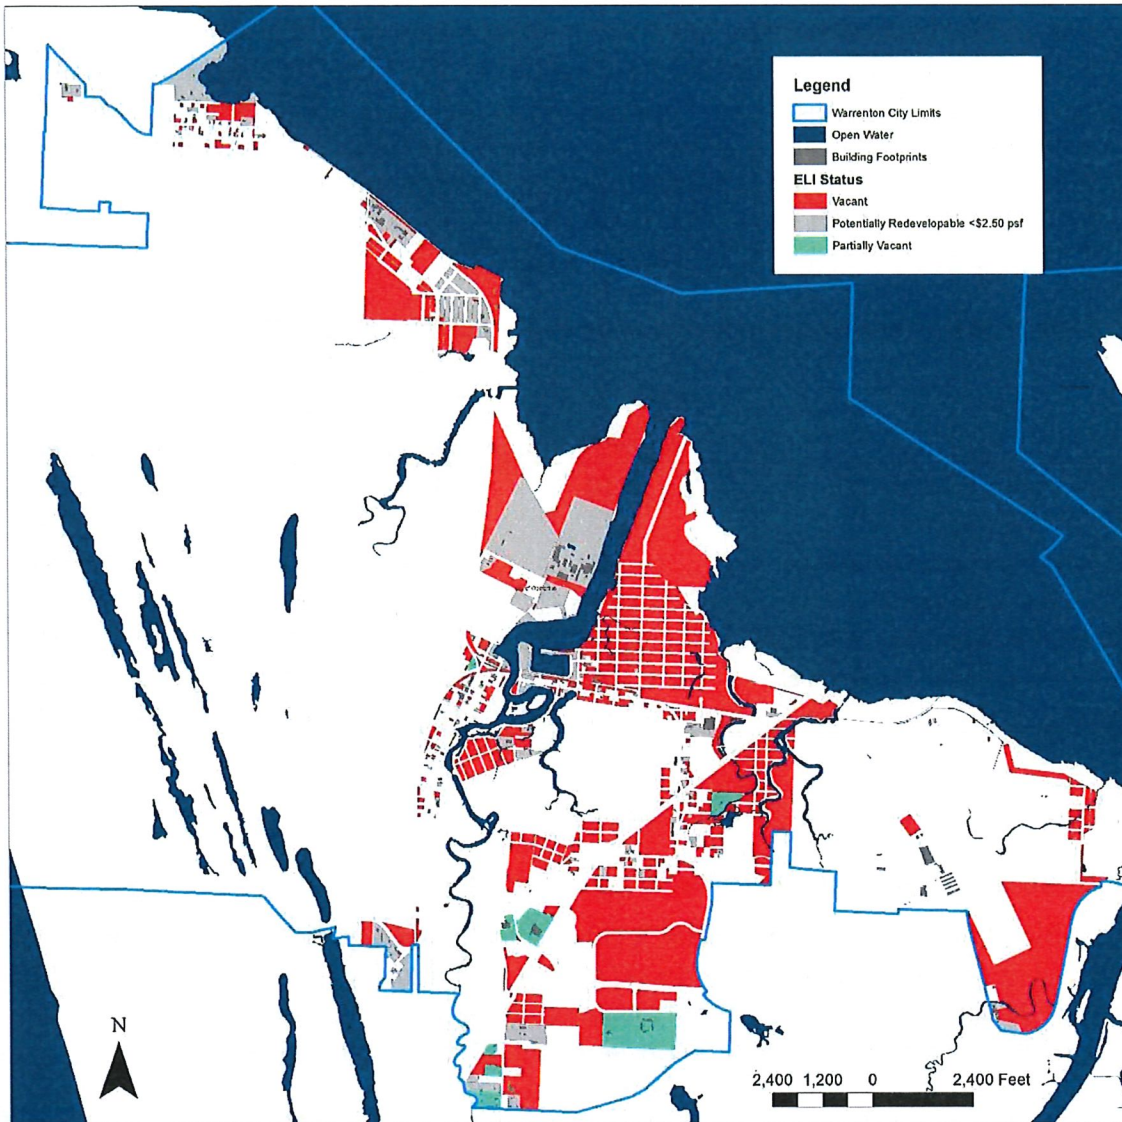 Legend
Warrenton City Limits
Open Water
Building Footprints
ELI Status
Vacant
Potentially Redevelopable <$2.50 psf
Partially Vacant
N
2,400 1,200 0 2,400 Feet